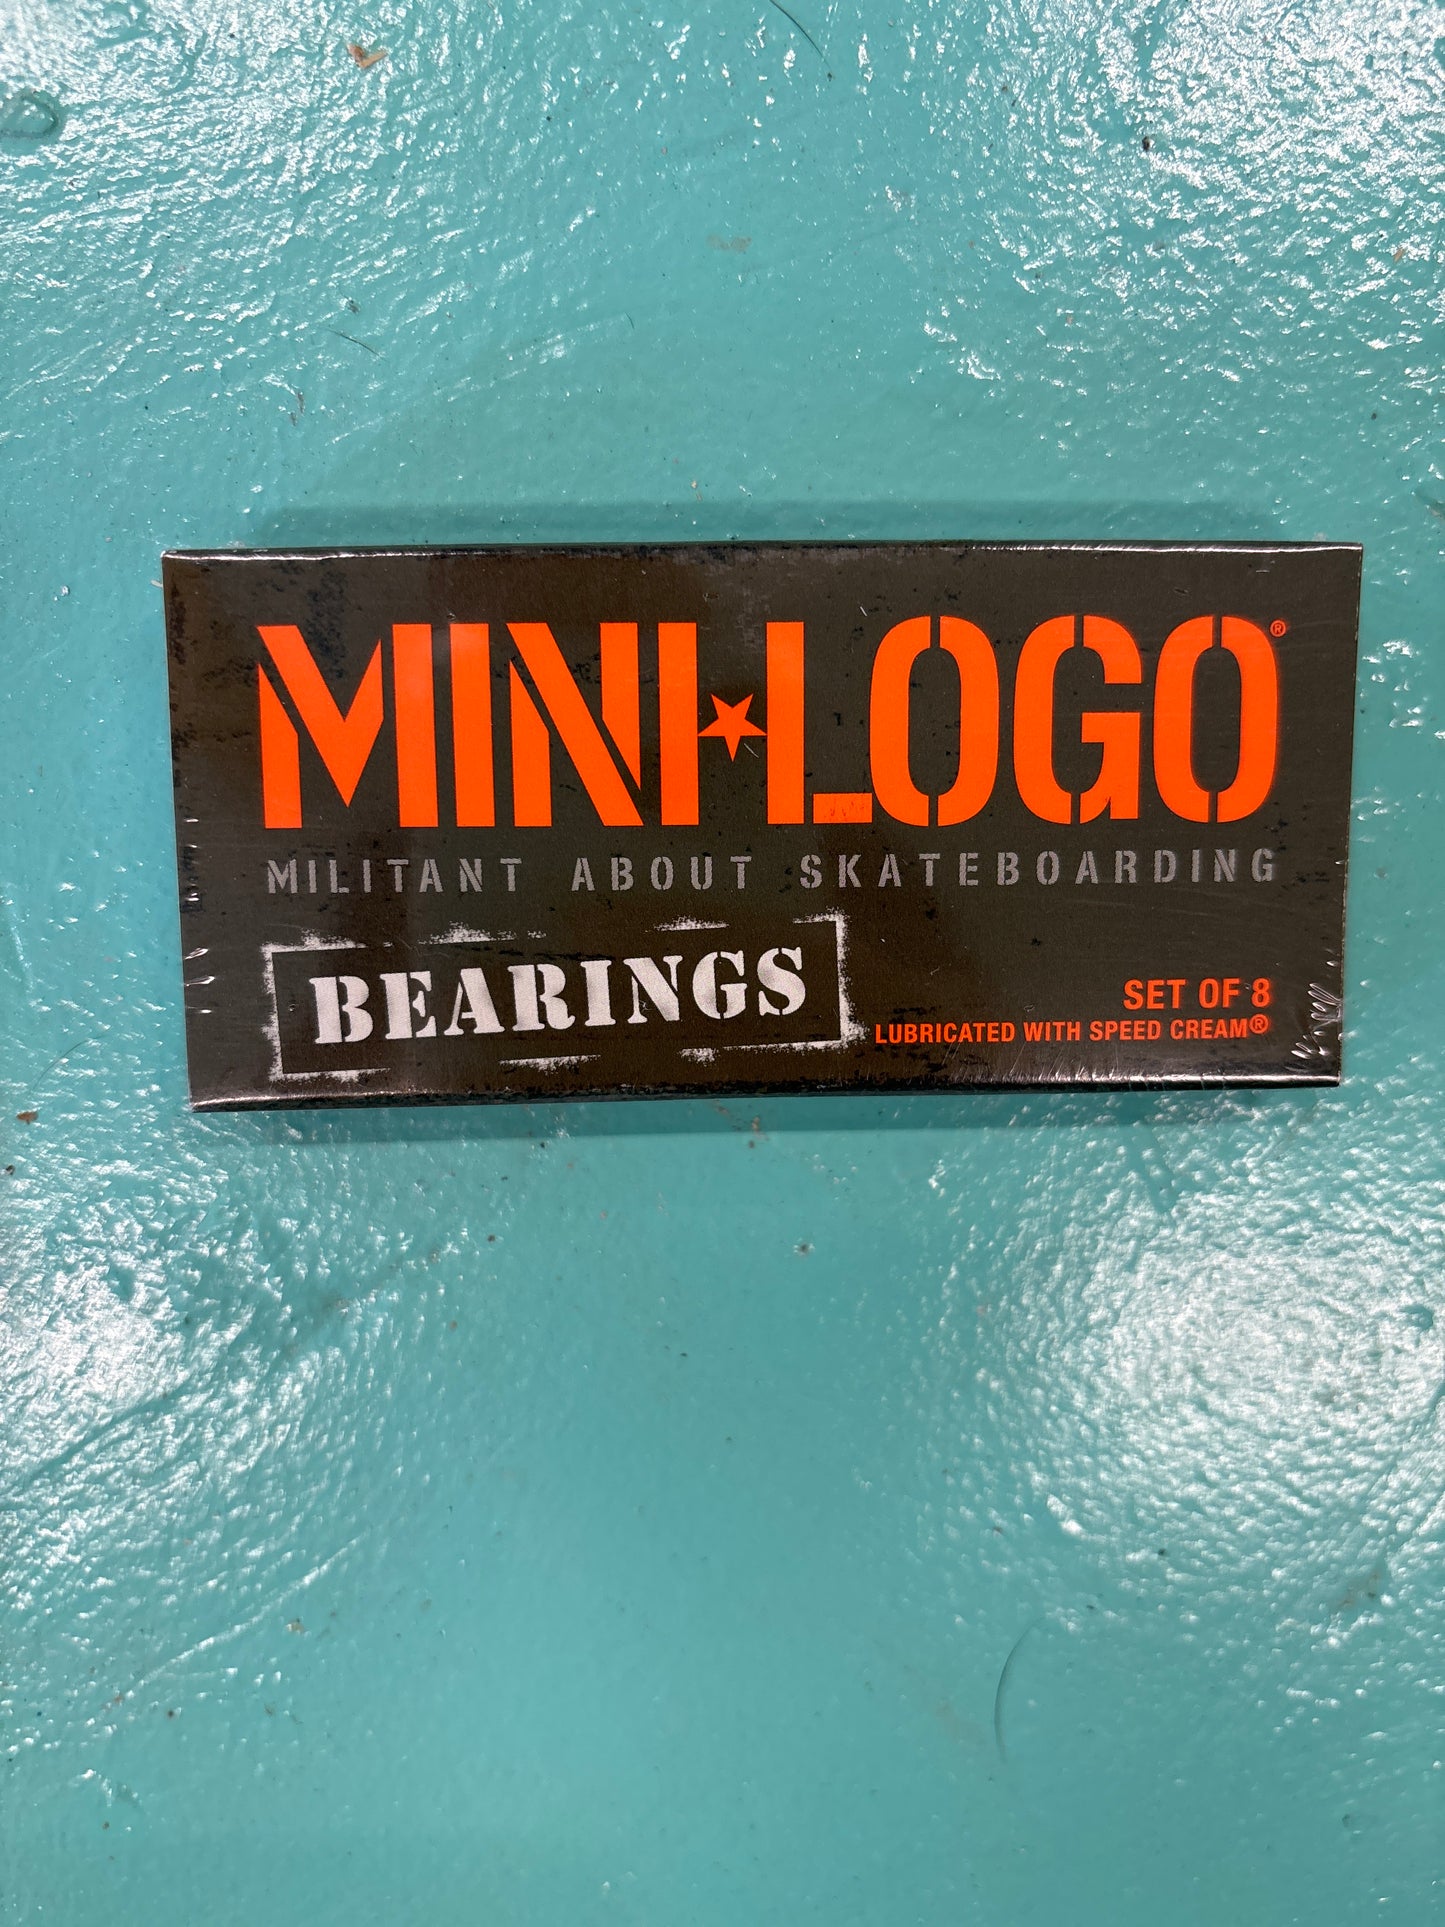 MINI★LOGO®
MILITANT ABOUT SKATEBOARDING
BEARINGS
SET OF 8
LUBRICATED WITH SPEED CREAM®